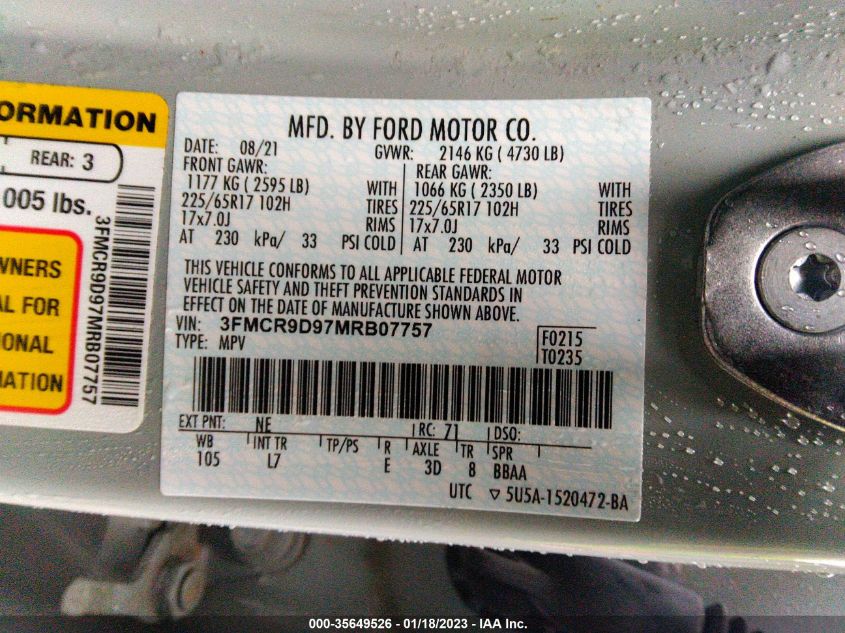 ORMATION
REAR: 3
005 lbs.
3FMCR9D97MRB07757
WNERS
AL FOR
IONAL
MATION
MFD. BY FORD MOTOR CO.
DATE: 08/21 GVWR: 2146 KG ( 4730 LB)
FRONT GAWR: REAR GAWR:
1177 KG ( 2595 LB) WITH 1066 KG ( 2350 LB) WITH
225/65R17 102H TIRES 225/65R17 102H TIRES
17x7.0J RIMS 17x7.0J RIMS
AT 230 kPa/ 33 PSI COLD AT 230 kPa/ 33 PSI COLD
THIS VEHICLE CONFORMS TO ALL APPLICABLE FEDERAL MOTOR
VEHICLE SAFETY AND THEFT PREVENTION STANDARDS IN
EFFECT ON THE DATE OF MANUFACTURE SHOWN ABOVE.
VIN: 3FMCR9D97MRB07757
TYPE: MPV
F0215
T0235
EXT PNT: NE RC: 71 DSO:
WB INT TR TP/PS R AXLE TR SPR
105 L7 E 3D 8 BBAA
UTC ▽ 5U5A-1520472-BA
000-35649526 - 01/18/2023 - IAA Inc.